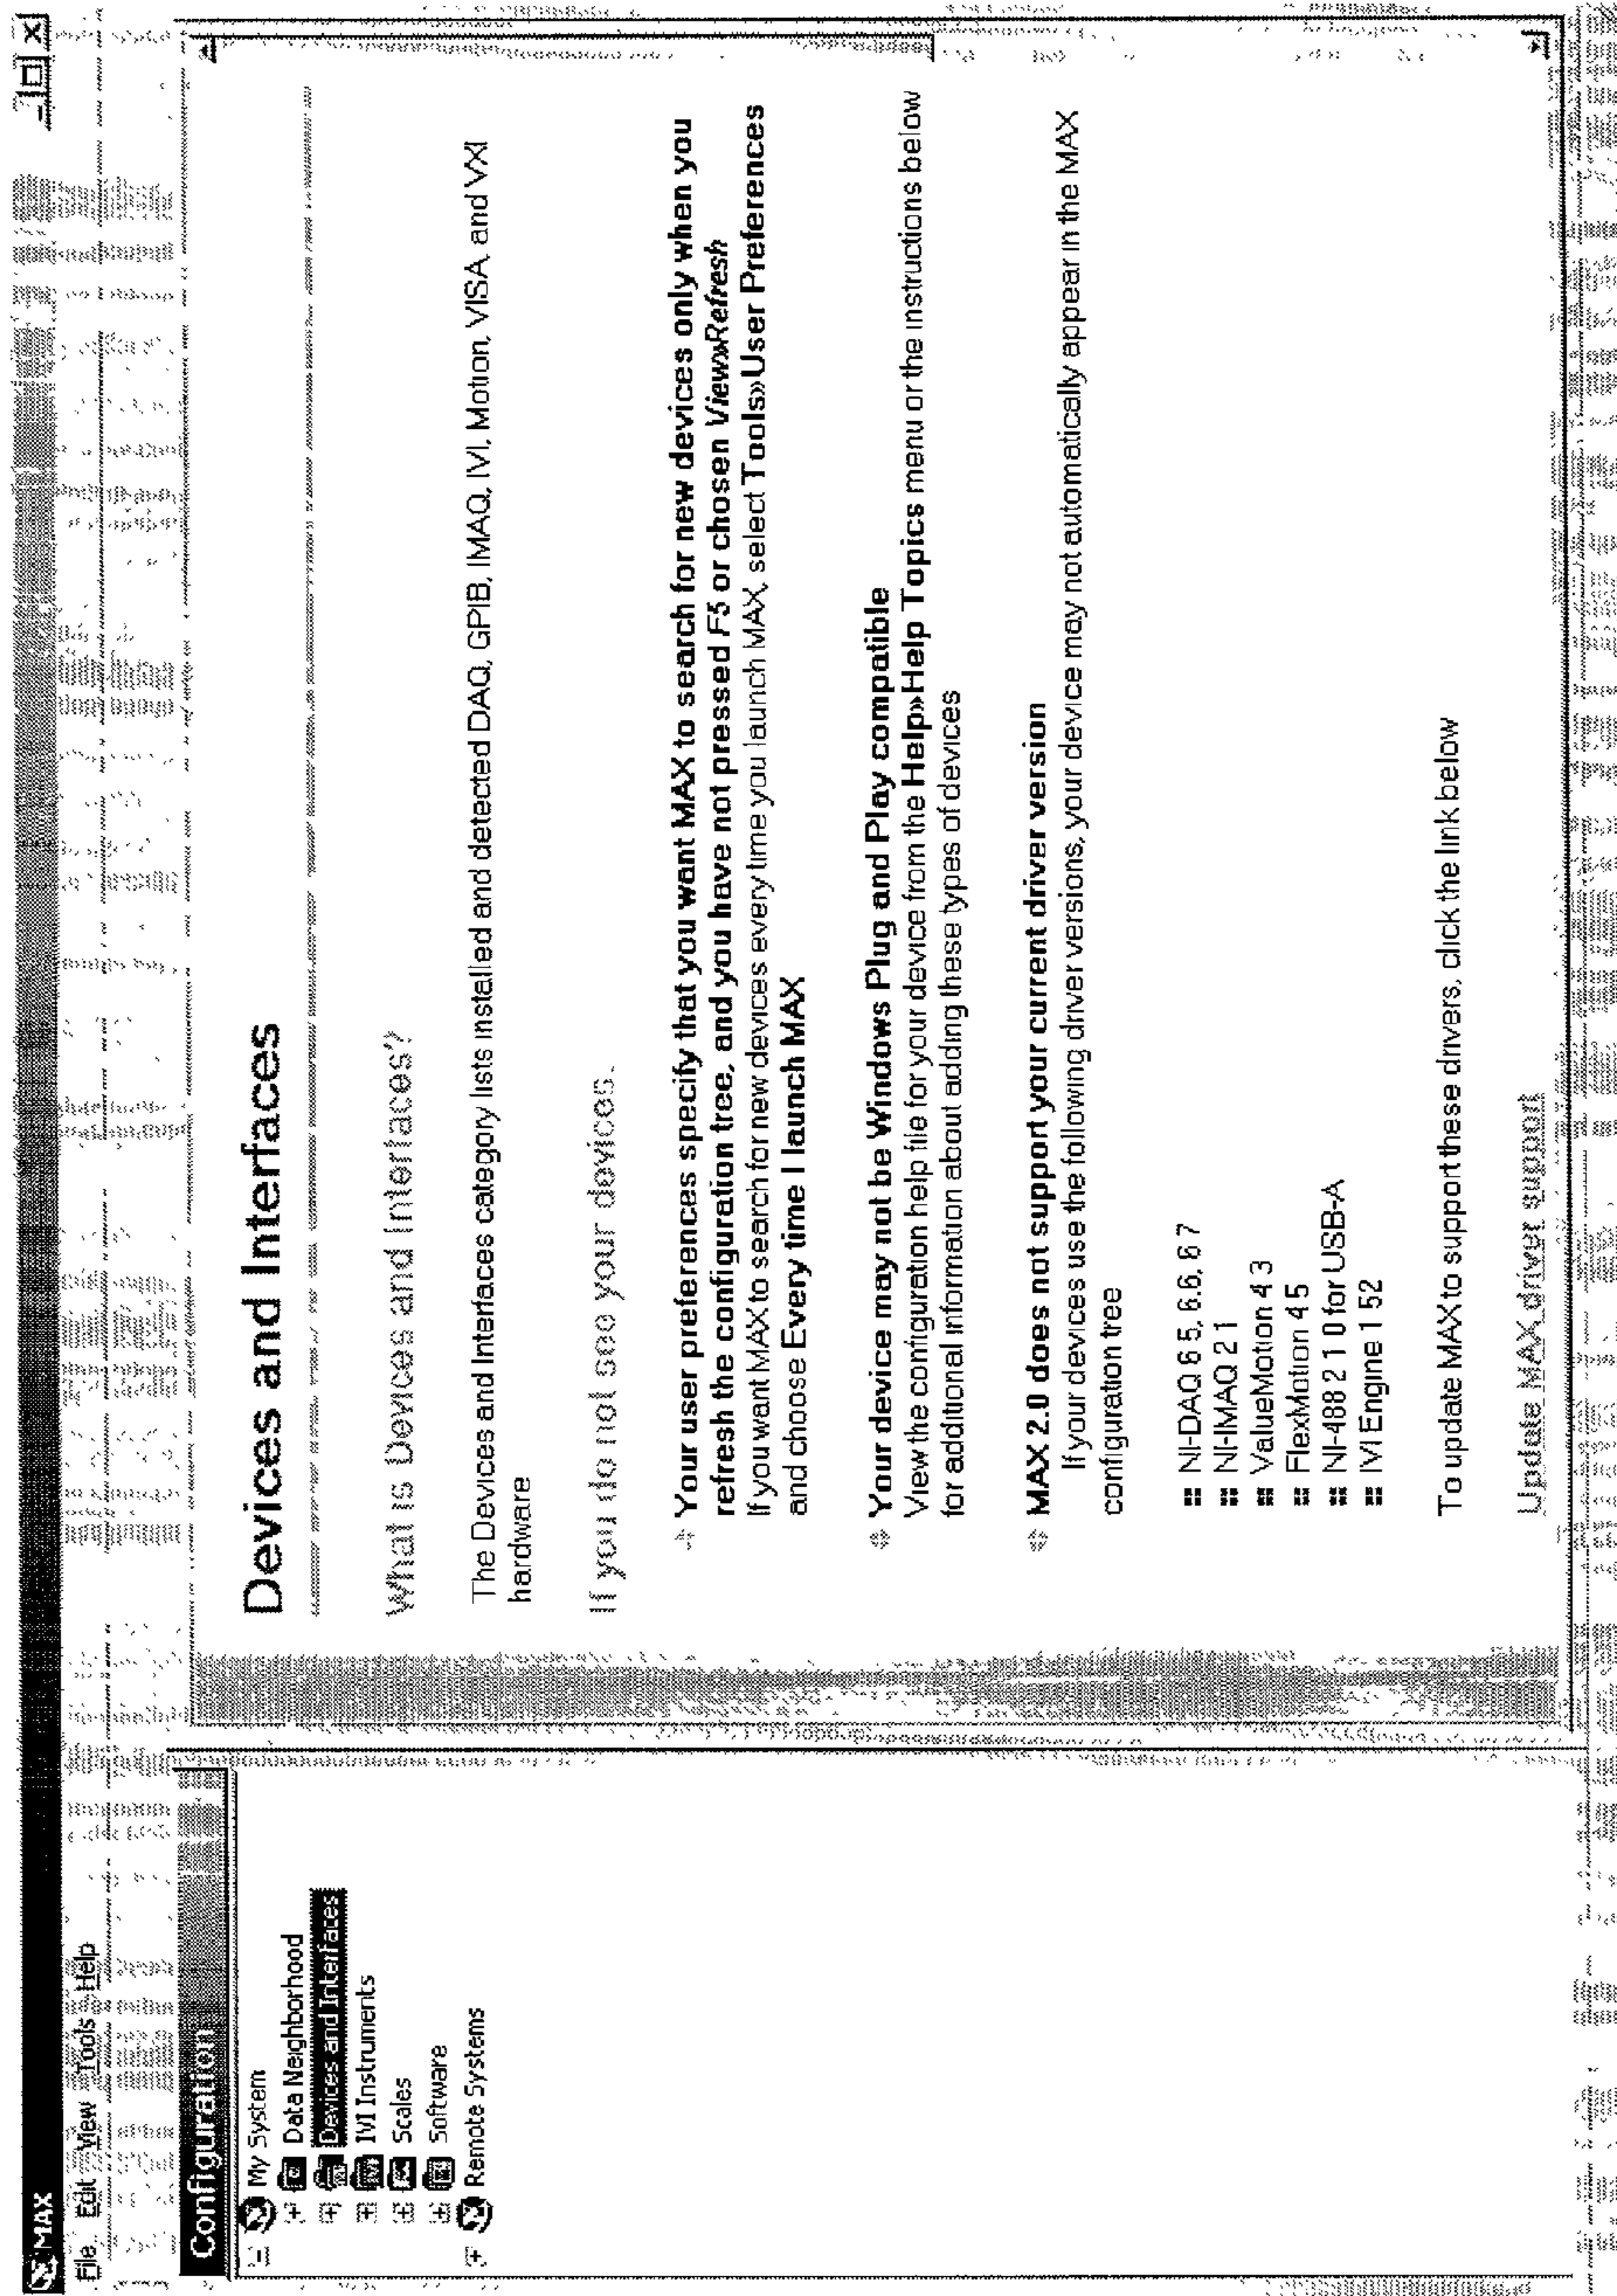 MAX
File Edit View Tools Help
Configuration
My System
Data Neighborhood
Devices and Interfaces
IVI Instruments
Scales
Software
Remote Systems
Devices and Interfaces
What is Devices and Interfaces?
The Devices and Interfaces category lists installed and detected DAQ, GPIB, IMAQ, IVI, Motion, VISA and VXI
hardware
If you do not see your devices.
Your user preferences specify that you want MAX to search for new devices only when you
refresh the configuration tree, and you have not pressed F5 or chosen View»Refresh
If you want MAX to search for new devices every time you launch MAX, select Tools»User Preferences
and choose Every time I launch MAX
Your device may not be Windows Plug and Play compatible
View the configuration help file for your device from the Help»Help Topics menu or the instructions below
for additional information about adding these types of devices
MAX 2.0 does not support your current driver version
If your devices use the following driver versions, your device may not automatically appear in the MAX
configuration tree
NI-DAQ 6 5, 6.6, 6 7
NI-IMAQ 2 1
ValueMotion 4 3
FlexMotion 4 5
NI-488 2 1 0 for USB-A
IVI Engine 1 52
To update MAX to support these drivers, click the link below
Update MAX driver support